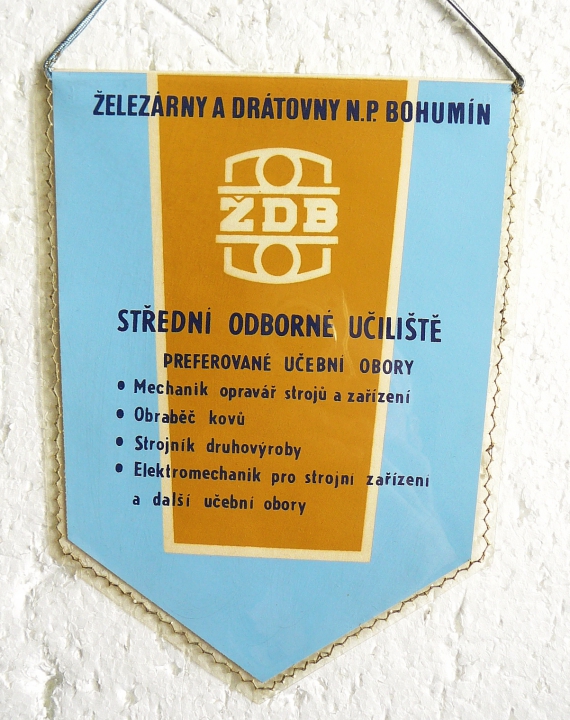 ŽELEZÁRNY A DRÁTOVNY N.P. BOHUMÍN
ŽDB
STŘEDNÍ ODBORNÉ UČILIŠTĚ
PREFEROVANÉ UČEBNÍ OBORY
• Mechanik opravář strojů a zařízení
• Obraběč kovů
• Strojník druhovýroby
• Elektromechanik pro strojní zařízení
a další učební obory